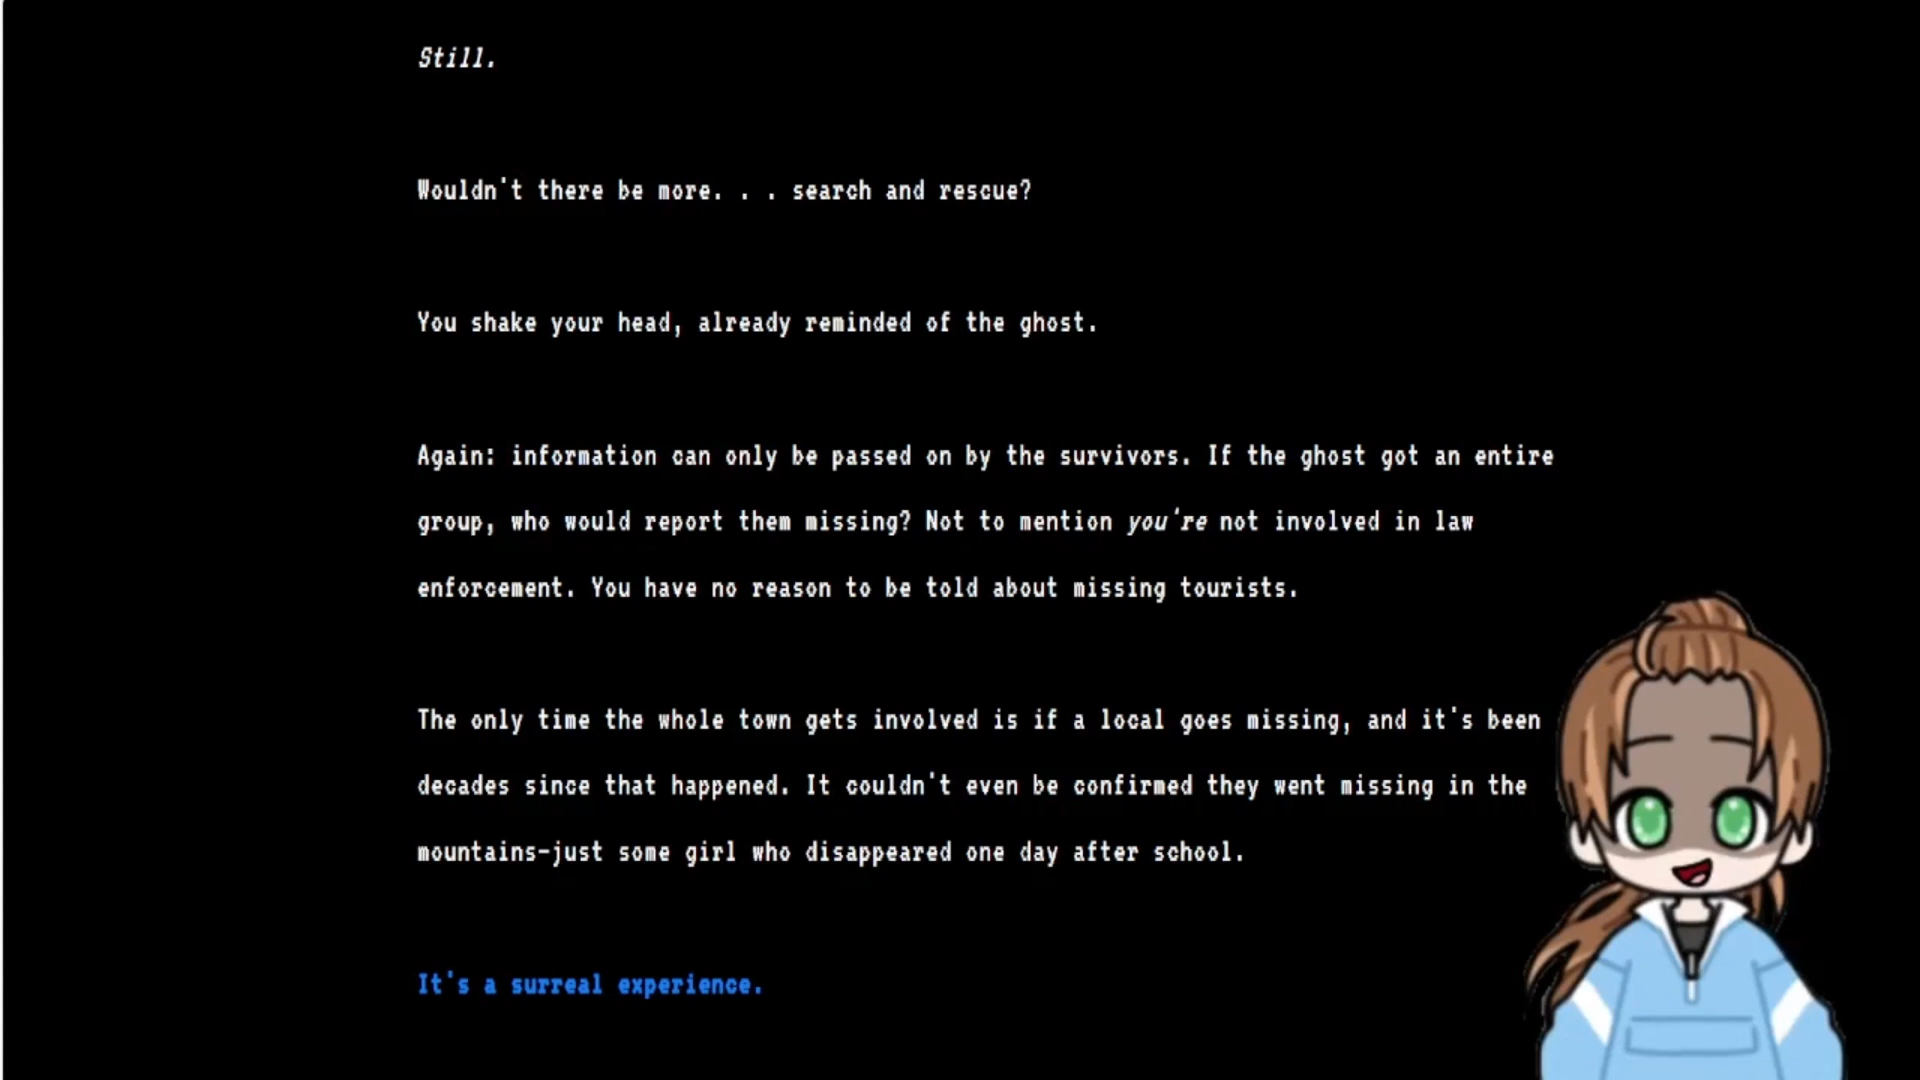 Still.
Wouldn't there be more. . . search and rescue?
You shake your head, already reminded of the ghost.
Again: information can only be passed on by the survivors. If the ghost got an entire
group, who would report them missing? Not to mention you're not involved in law
enforcement. You have no reason to be told about missing tourists.
The only time the whole town gets involved is if a local goes missing, and it's been
decades since that happened. It couldn't even be confirmed they went missing in the
mountains—just some girl who disappeared one day after school.
It's a surreal experience.